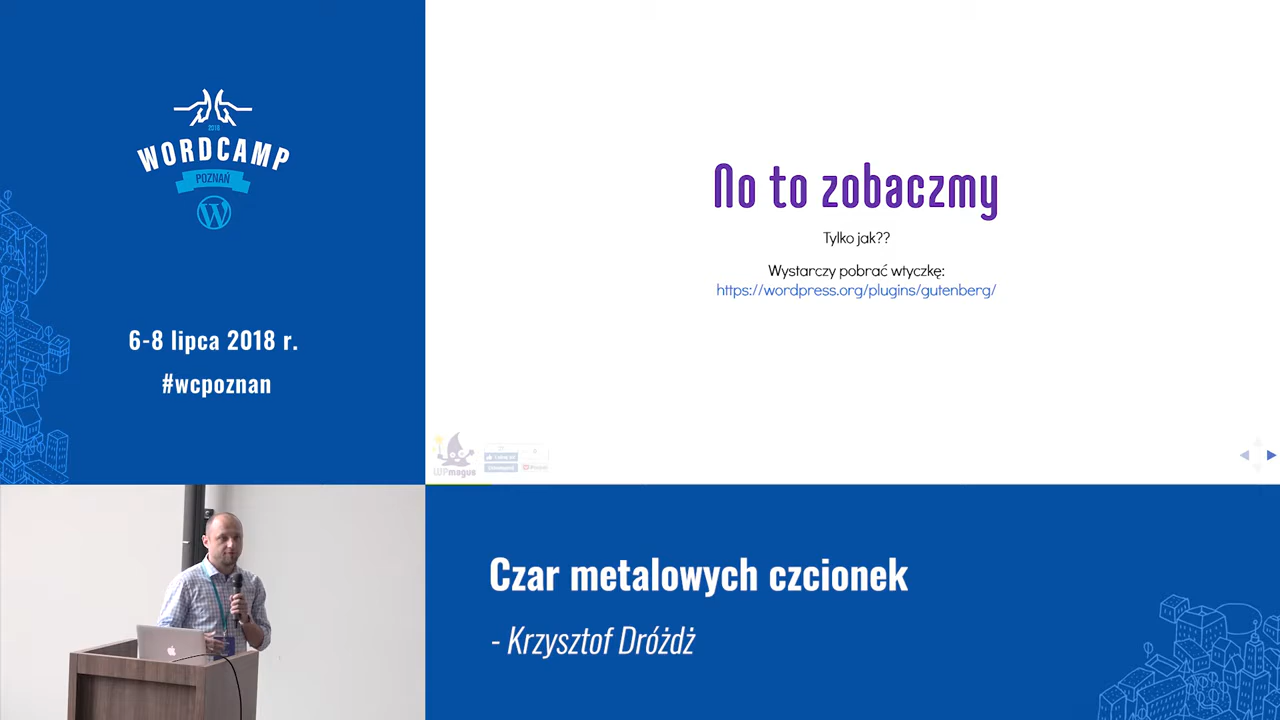 2018
WORDCAMP
POZNAŃ
W
6-8 lipca 2018 r.
#wcpoznan
No to zobaczmy
Tylko jak??
Wystarczy pobrać wtyczkę:
https://wordpress.org/plugins/gutenberg/
WPmagus
Czar metalowych czcionek
- Krzysztof Dróżdż